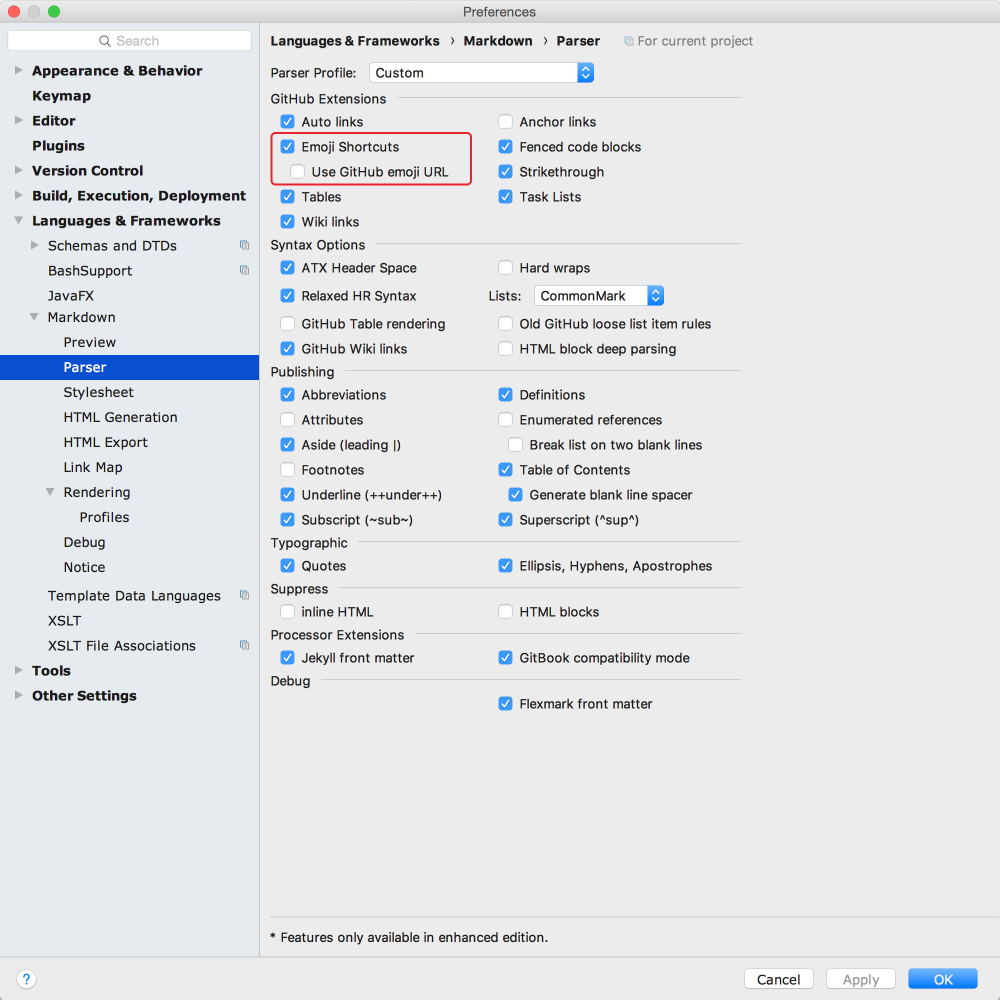 Preferences
Search
Appearance & Behavior
Keymap
Editor
Plugins
Version Control
Build, Execution, Deployment
Languages & Frameworks
Schemas and DTDs
BashSupport
JavaFX
Markdown
Preview
Parser
Stylesheet
HTML Generation
HTML Export
Link Map
Rendering
Profiles
Debug
Notice
Template Data Languages
XSLT
XSLT File Associations
Tools
Other Settings
Languages & Frameworks › Markdown › Parser For current project
Parser Profile: Custom
GitHub Extensions
Auto links Anchor links
Emoji Shortcuts Fenced code blocks
Use GitHub emoji URL Strikethrough
Tables Task Lists
Wiki links
Syntax Options
ATX Header Space Hard wraps
Relaxed HR Syntax Lists: CommonMark
GitHub Table rendering Old GitHub loose list item rules
GitHub Wiki links HTML block deep parsing
Publishing
Abbreviations Definitions
Attributes Enumerated references
Aside (leading |) Break list on two blank lines
Footnotes Table of Contents
Underline (++under++) Generate blank line spacer
Subscript (~sub~) Superscript (^sup^)
Typographic
Quotes Ellipsis, Hyphens, Apostrophes
Suppress
inline HTML HTML blocks
Processor Extensions
Jekyll front matter GitBook compatibility mode
Debug
Flexmark front matter
* Features only available in enhanced edition.
? Cancel Apply OK